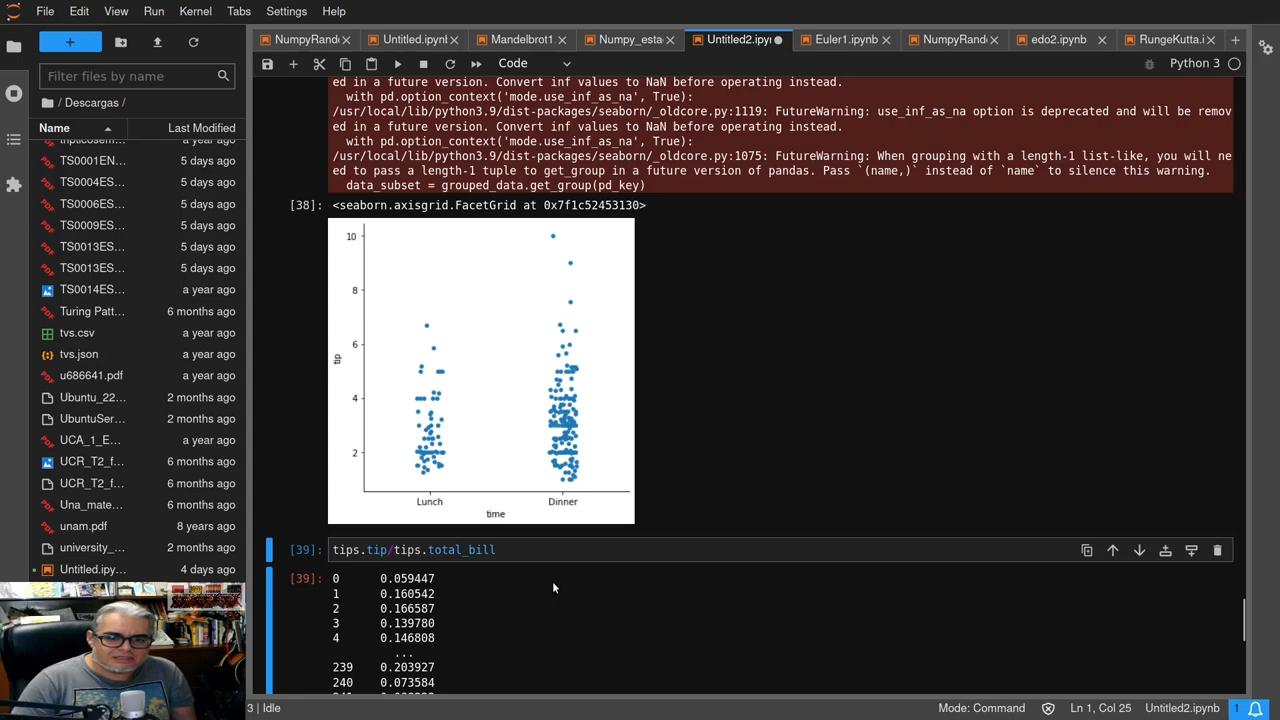 File Edit View Run Kernel Tabs Settings Help
NumpyRand
Untitled.ipynl
Mandelbrot1.
Numpy_esta
Untitled2.ipyn
Euler1.ipynb
NumpyRand
edo2.ipynb
RungeKutta.i
Filter files by name
/ Descargas /
Name Last Modified
a year ago
TS0001EN... 5 days ago
TS0004ES... 5 days ago
TS0006ES... 5 days ago
TS0009ES... 5 days ago
TS0013ES... 5 days ago
TS0013ES... 5 days ago
TS0014ES... a year ago
Turing Patt... 6 months ago
tvs.csv a year ago
tvs.json a year ago
u686641.pdf a year ago
Ubuntu_22... 2 months ago
UbuntuSer... 2 months ago
UCA_1_E... a year ago
UCR_T2_f... 6 months ago
UCR_T2_f... 6 months ago
Una_mate... 6 months ago
unam.pdf 8 years ago
university_... 2 months ago
Untitled.ipy... 4 days ago
Code
Python 3
ed in a future version. Convert inf values to NaN before operating instead.
with pd.option_context('mode.use_inf_as_na', True):
/usr/local/lib/python3.9/dist-packages/seaborn/_oldcore.py:1119: FutureWarning: use_inf_as_na option is deprecated and will be remov
ed in a future version. Convert inf values to NaN before operating instead.
with pd.option_context('mode.use_inf_as_na', True):
/usr/local/lib/python3.9/dist-packages/seaborn/_oldcore.py:1075: FutureWarning: When grouping with a length-1 list-like, you will ne
ed to pass a length-1 tuple to get_group in a future version of pandas. Pass `(name,)` instead of `name` to silence this warning.
data_subset = grouped_data.get_group(pd_key)
[38]: <seaborn.axisgrid.FacetGrid at 0x7f1c52453130>
10
8
6
tip
4
2
Lunch Dinner
time
[39]: tips.tip/tips.total_bill
[39]: 0 0.059447
1 0.160542
2 0.166587
3 0.139780
4 0.146808
...
239 0.203927
240 0.073584
3 | Idle
Mode: Command
Ln 1, Col 25
Untitled2.ipynb
1